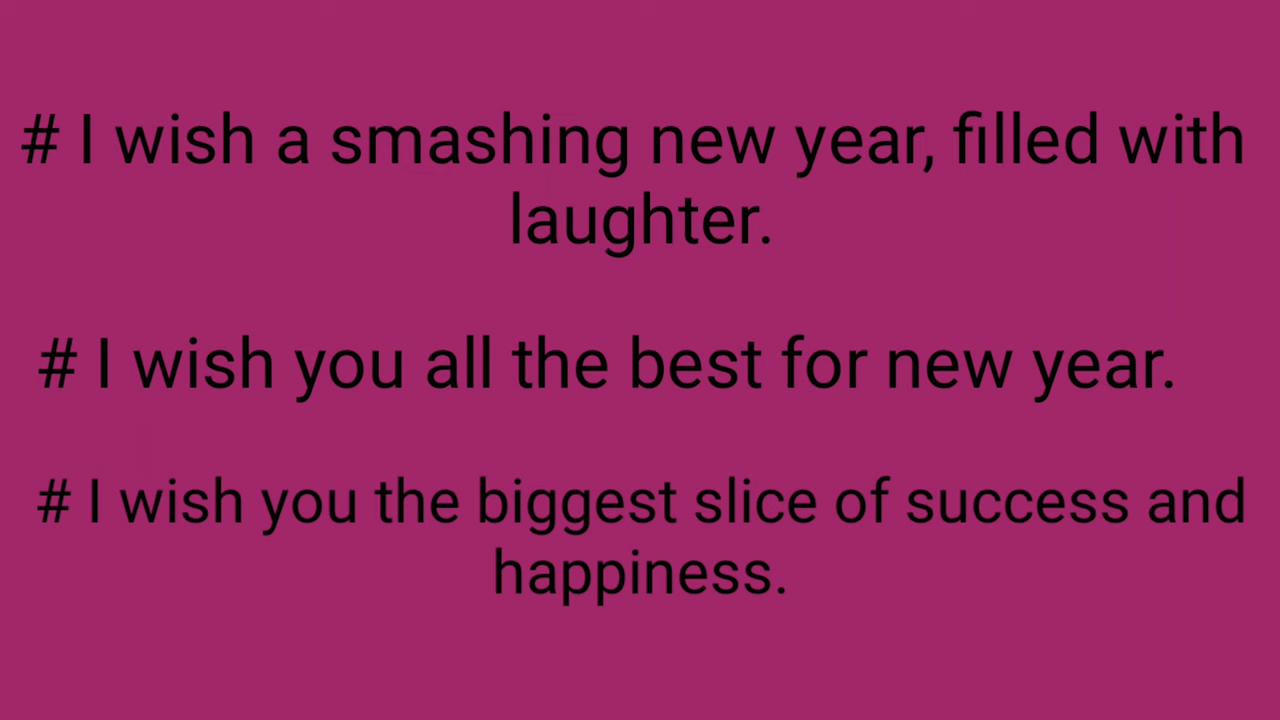 # I wish a smashing new year, filled with
laughter.
# I wish you all the best for new year.
# I wish you the biggest slice of success and
happiness.